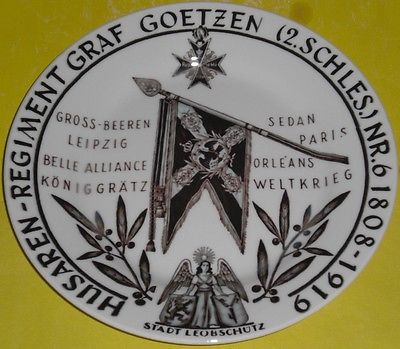 HUSAREN-REGIMENT GRAF GOETZEN (2.SCHLES.) NR.6 1808-1919
GROSS-BEEREN
LEIPZIG
BELLE ALLIANCE
KÖNIGGRÄTZ
SEDAN
PARIS
ORLÉANS
WELTKRIEG
STADT LEOBSCHÜTZ